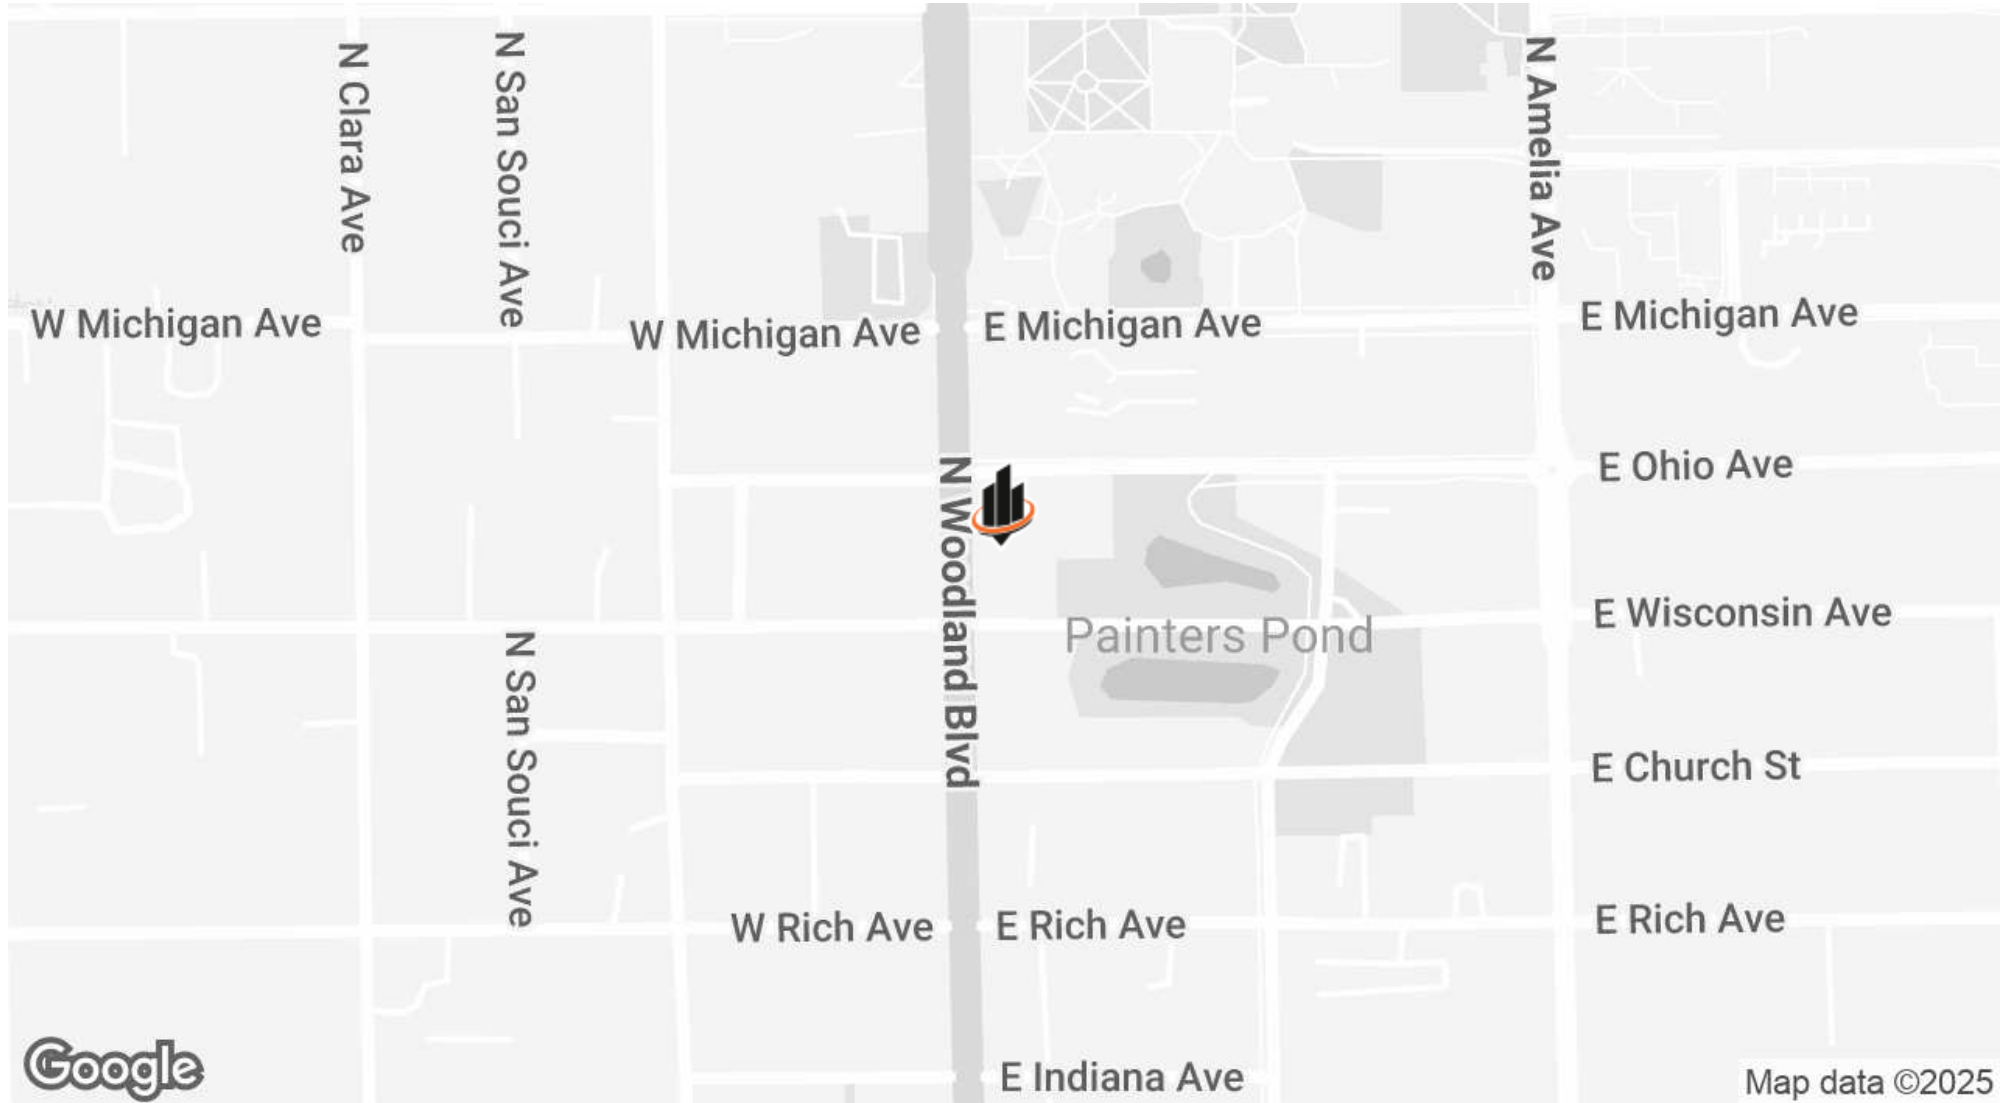 N Clara Ave
N San Souci Ave
N Amelia Ave
W Michigan Ave
W Michigan Ave
E Michigan Ave
E Michigan Ave
N Woodland Blvd
E Ohio Ave
E Wisconsin Ave
Painters Pond
N San Souci Ave
E Church St
W Rich Ave
E Rich Ave
E Rich Ave
E Indiana Ave
Google
Map data ©2025